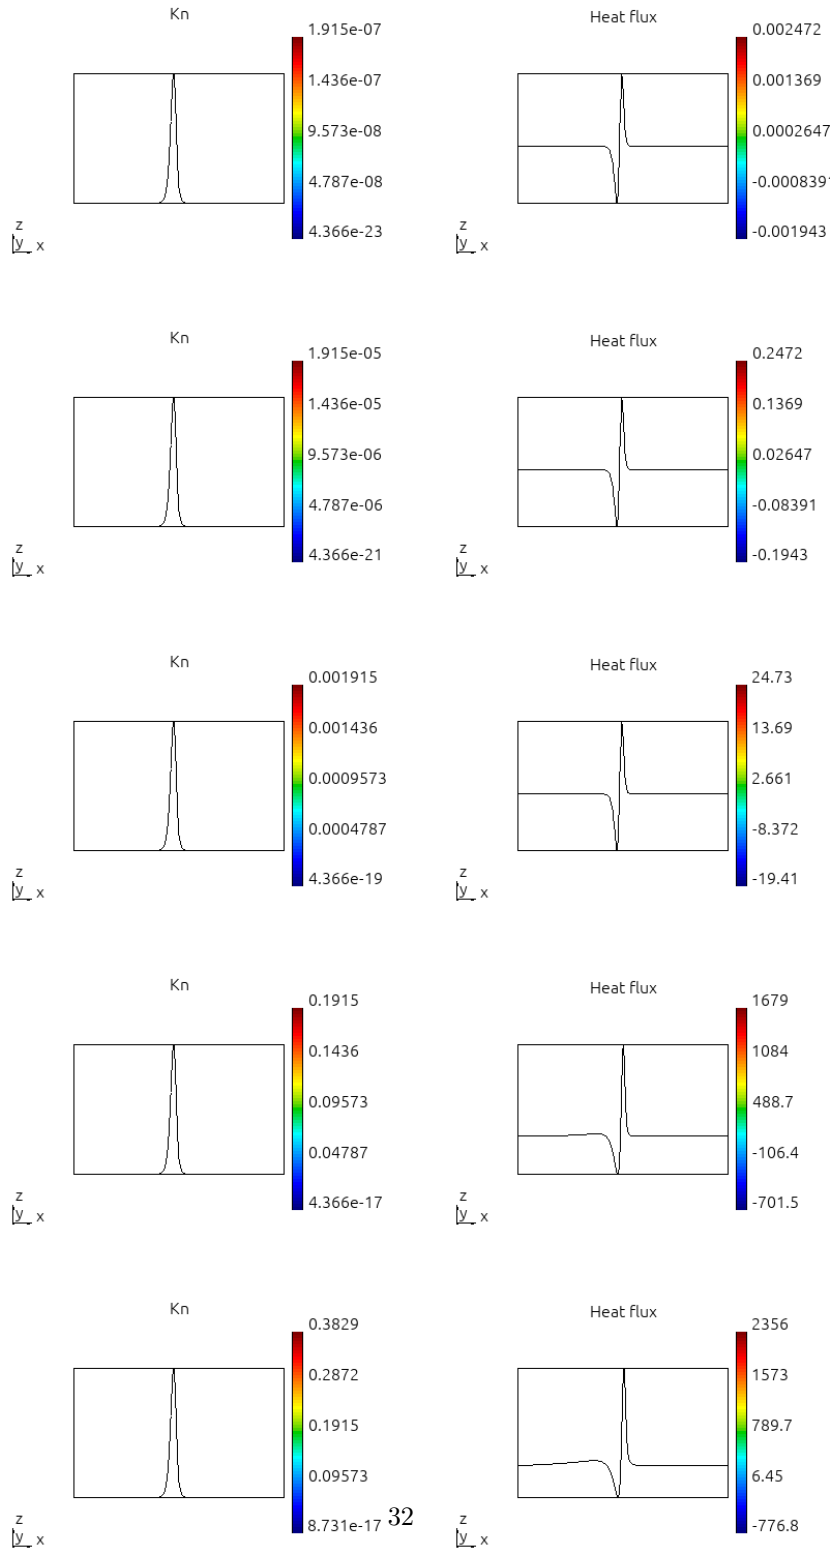 Kn
1.915e-07
1.436e-07
9.573e-08
4.787e-08
4.366e-23
z
y x
Heat flux
0.002472
0.001369
0.0002647
-0.0008391
-0.001943
z
y x
Kn
1.915e-05
1.436e-05
9.573e-06
4.787e-06
4.366e-21
z
y x
Heat flux
0.2472
0.1369
0.02647
-0.08391
-0.1943
z
y x
Kn
0.001915
0.001436
0.0009573
0.0004787
4.366e-19
z
y x
Heat flux
24.73
13.69
2.661
-8.372
-19.41
z
y x
Kn
0.1915
0.1436
0.09573
0.04787
4.366e-17
z
y x
Heat flux
1679
1084
488.7
-106.4
-701.5
z
y x
Kn
0.3829
0.2872
0.1915
0.09573
8.731e-17
z
y x
Heat flux
2356
1573
789.7
6.45
-776.8
z
y x
32